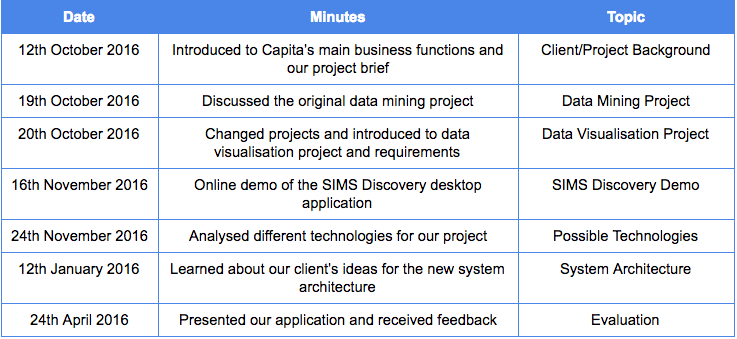 Date Minutes Topic
12th October 2016 Introduced to Capita's main business functions and our project brief Client/Project Background
19th October 2016 Discussed the original data mining project Data Mining Project
20th October 2016 Changed projects and introduced to data visualisation project and requirements Data Visualisation Project
16th November 2016 Online demo of the SIMS Discovery desktop application SIMS Discovery Demo
24th November 2016 Analysed different technologies for our project Possible Technologies
12th January 2016 Learned about our client's ideas for the new system architecture System Architecture
24th April 2016 Presented our application and received feedback Evaluation